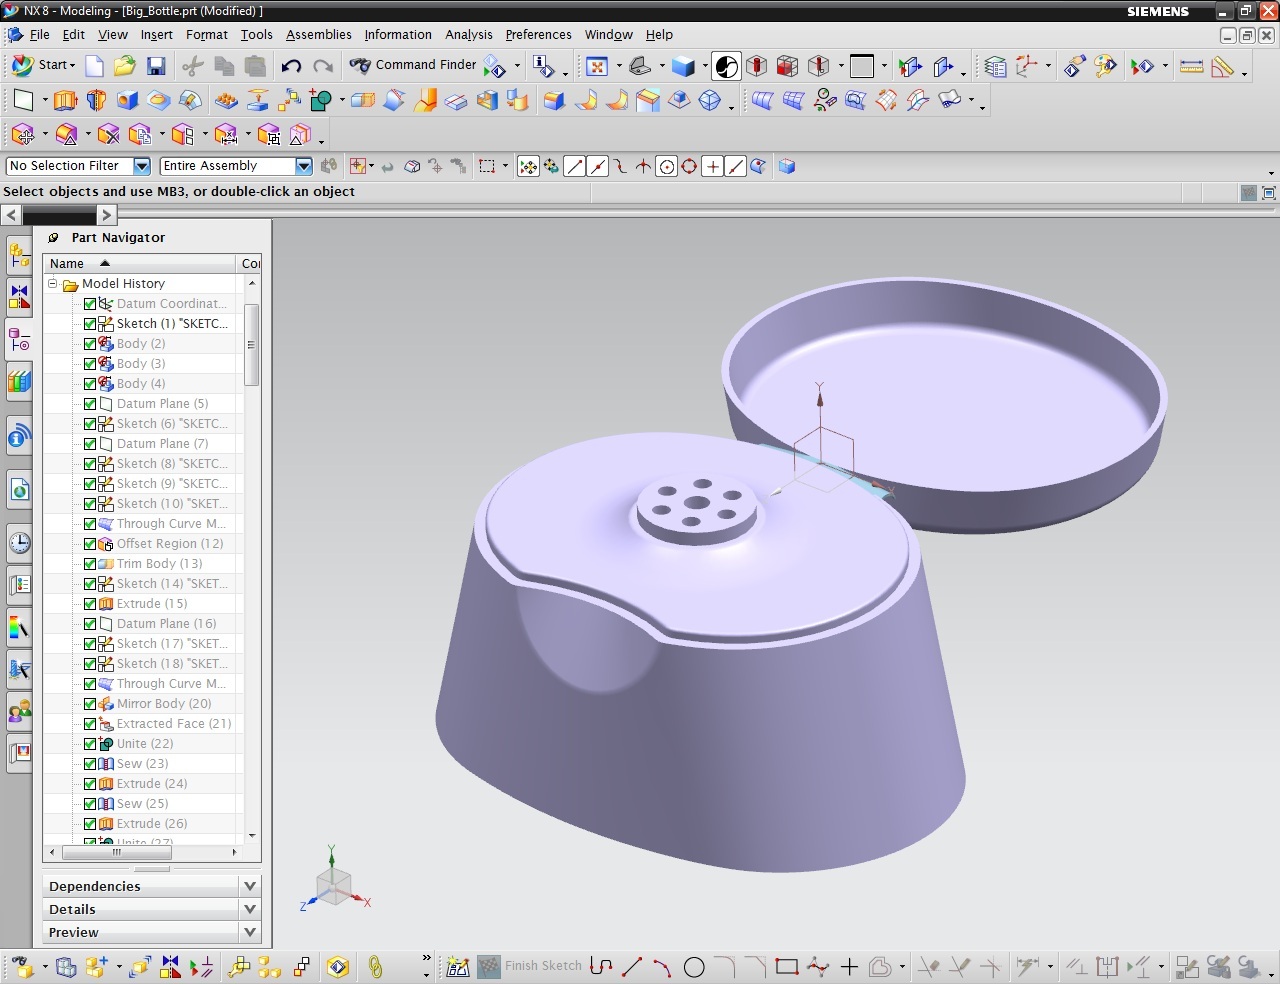 NX 8 - Modeling - [Big_Bottle.prt (Modified) ]
SIEMENS
File Edit View Insert Format Tools Assemblies Information Analysis Preferences Window Help
Start
Command Finder
No Selection Filter
Entire Assembly
Select objects and use MB3, or double-click an object
Part Navigator
Name
Model History
Datum Coordinat...
Sketch (1) "SKETC...
Body (2)
Body (3)
Body (4)
Datum Plane (5)
Sketch (6) "SKETC...
Datum Plane (7)
Sketch (8) "SKETC...
Sketch (9) "SKETC...
Sketch (10) "SKET...
Through Curve M...
Offset Region (12)
Trim Body (13)
Sketch (14) "SKET...
Extrude (15)
Datum Plane (16)
Sketch (17) "SKET...
Sketch (18) "SKET...
Through Curve M...
Mirror Body (20)
Extracted Face (21)
Unite (22)
Sew (23)
Extrude (24)
Sew (25)
Extrude (26)
Unite (27)
Dependencies
Details
Preview
Y
X
Y
X
Z
Finish Sketch